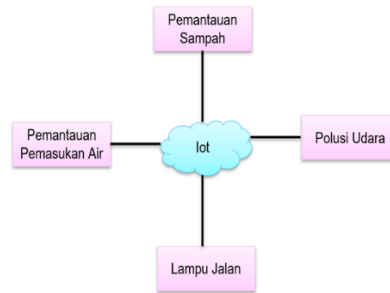 Pemantauan
Sampah
Pemantauan
Pemasukan Air
Iot
Polusi Udara
Lampu Jalan